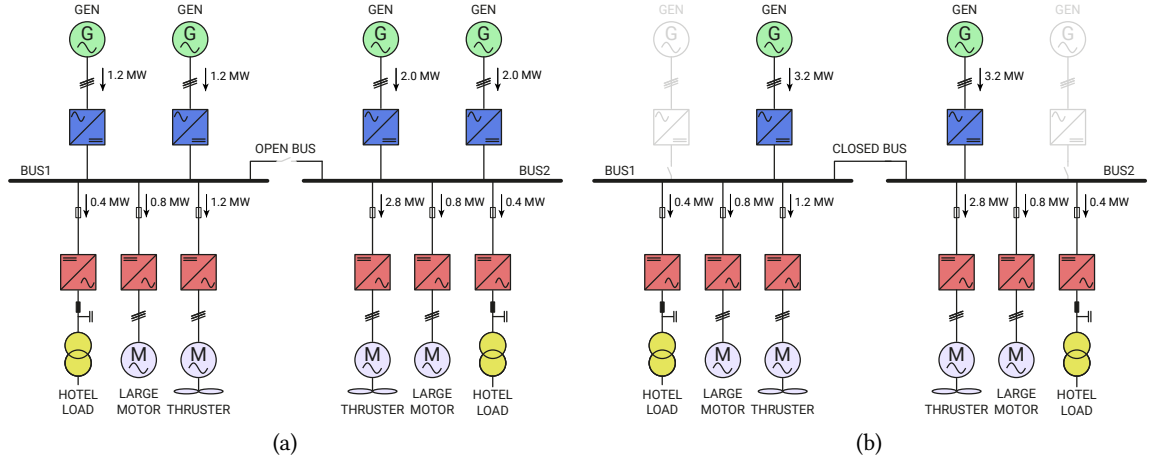 GEN GEN GEN GEN GEN GEN GEN GEN
G G G G G G G G
1.2 MW 1.2 MW 2.0 MW 2.0 MW 3.2 MW 3.2 MW
OPEN BUS CLOSED BUS
BUS1 BUS2 BUS1 BUS2
0.4 MW 0.8 MW 1.2 MW 2.8 MW 0.8 MW 0.4 MW 0.4 MW 0.8 MW 1.2 MW 2.8 MW 0.8 MW 0.4 MW
M M M M M M M M
HOTEL LARGE LARGE HOTEL HOTEL LARGE LARGE HOTEL
LOAD MOTOR THRUSTER THRUSTER MOTOR LOAD LOAD MOTOR THRUSTER THRUSTER MOTOR LOAD
(a) (b)